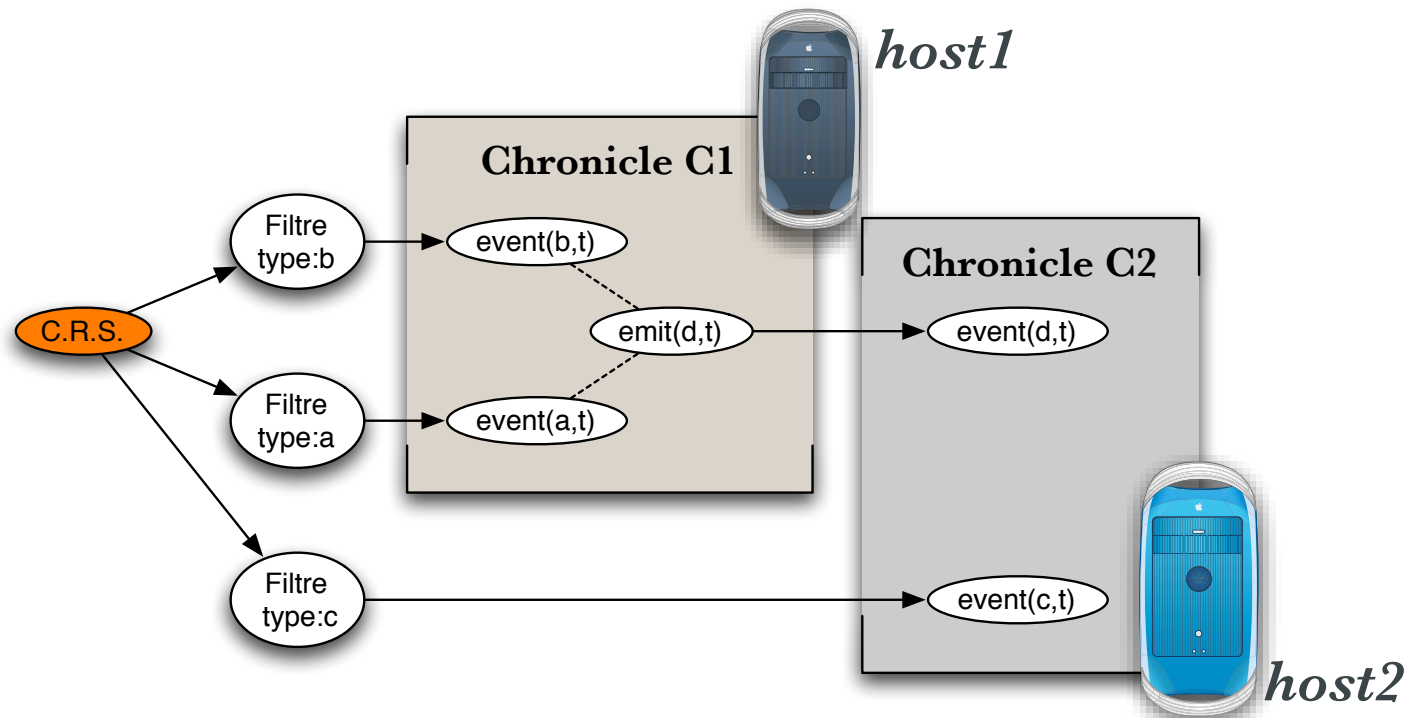 host1
Chronicle C1
Filtre
type:b
event(b,t)
Chronicle C2
C.R.S.
emit(d,t)
event(d,t)
Filtre
type:a
event(a,t)
Filtre
type:c
event(c,t)
host2